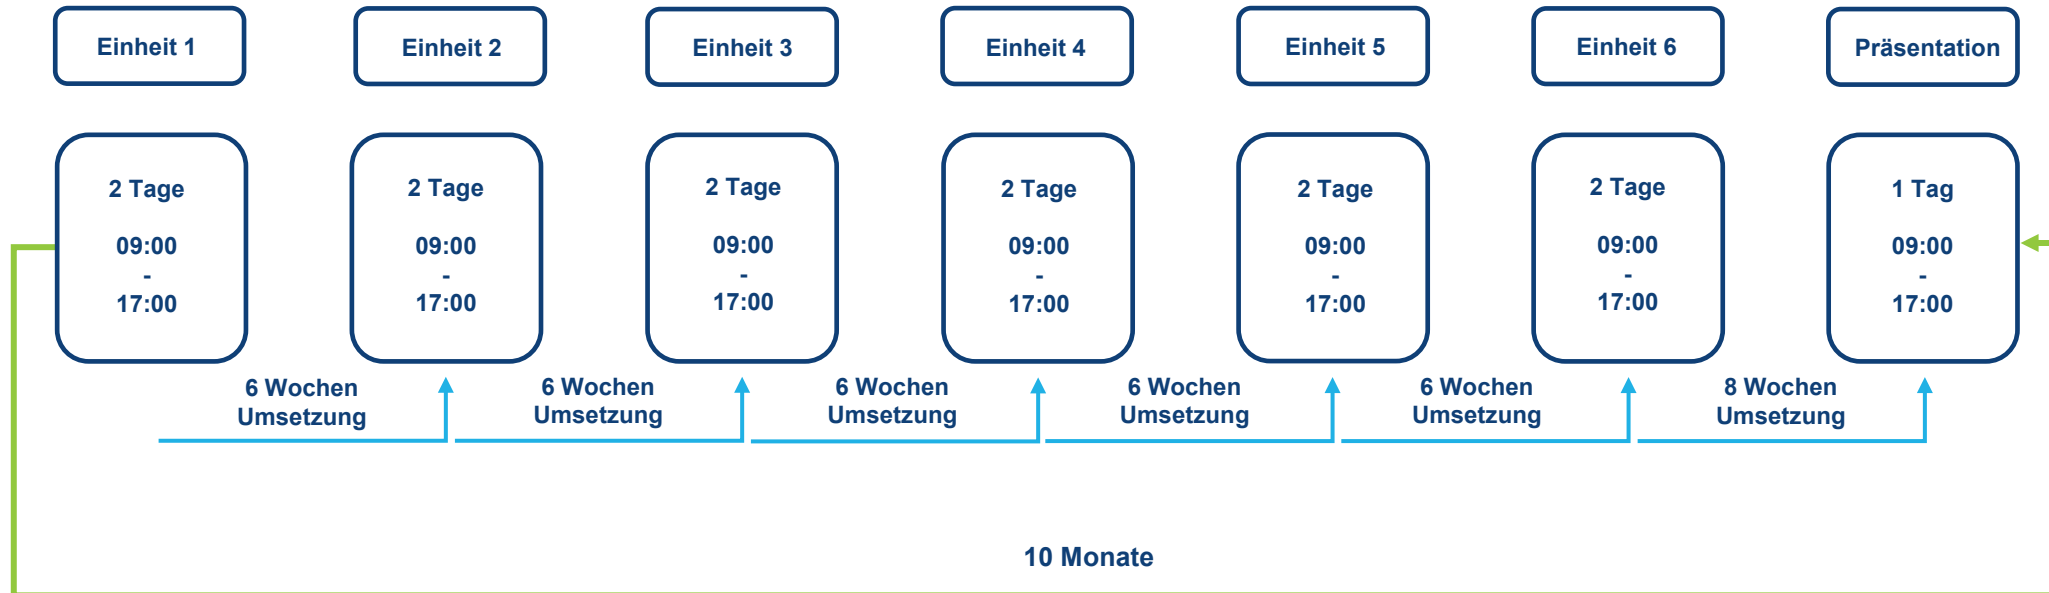 Einheit 1
Einheit 2
Einheit 3
Einheit 4
Einheit 5
Einheit 6
Präsentation
2 Tage
09:00
-
17:00
2 Tage
09:00
-
17:00
2 Tage
09:00
-
17:00
2 Tage
09:00
-
17:00
2 Tage
09:00
-
17:00
2 Tage
09:00
-
17:00
1 Tag
09:00
-
17:00
6 Wochen
Umsetzung
6 Wochen
Umsetzung
6 Wochen
Umsetzung
6 Wochen
Umsetzung
6 Wochen
Umsetzung
8 Wochen
Umsetzung
10 Monate